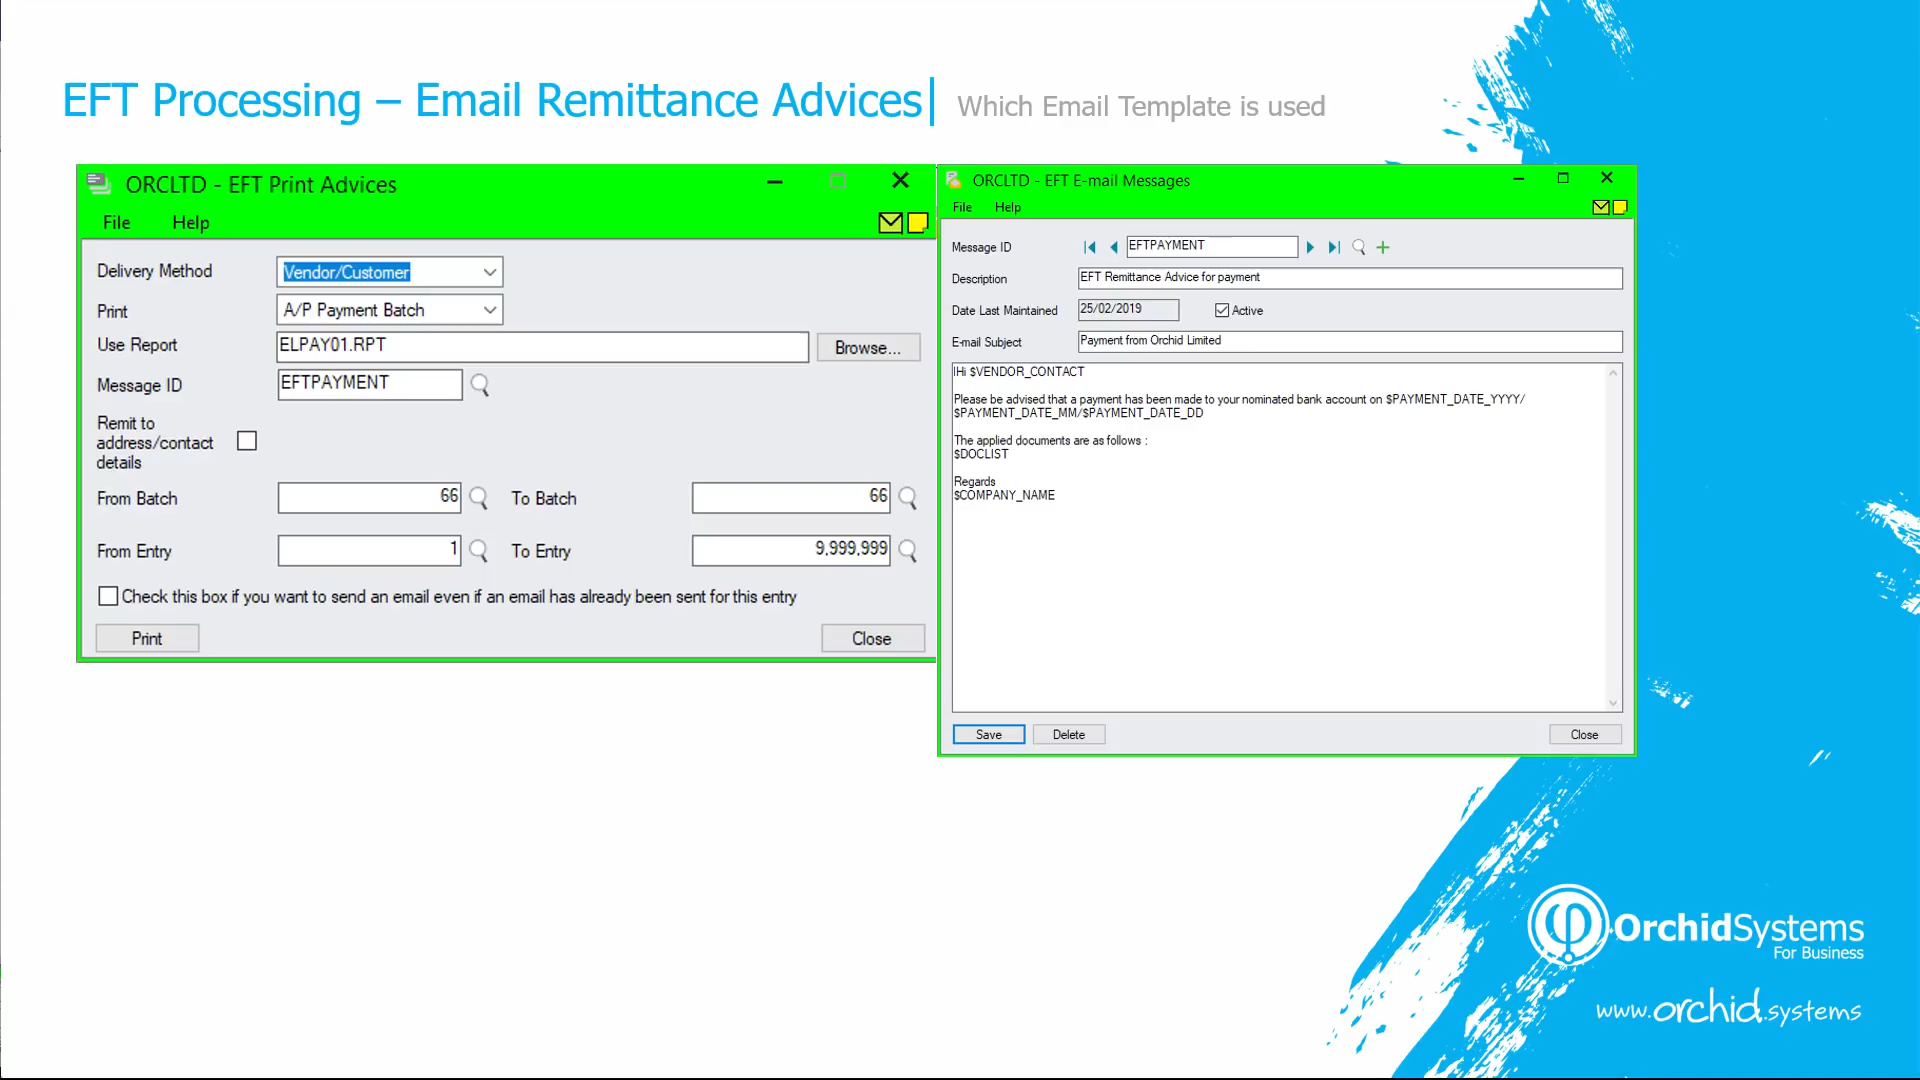 EFT Processing – Email Remittance Advices| Which Email Template is used
ORCLTD - EFT Print Advices
File Help
Delivery Method Vendor/Customer
Print A/P Payment Batch
Use Report ELPAY01.RPT Browse...
Message ID EFTPAYMENT
Remit to
address/contact
details
From Batch 66 To Batch 66
From Entry 1 To Entry 9,999,999
Check this box if you want to send an email even if an email has already been sent for this entry
Print Close
ORCLTD - EFT E-mail Messages
File Help
Message ID EFTPAYMENT
Description EFT Remittance Advice for payment
Date Last Maintained 25/02/2019 Active
E-mail Subject Payment from Orchid Limited
Hi $VENDOR_CONTACT
Please be advised that a payment has been made to your nominated bank account on $PAYMENT_DATE_YYYY/
$PAYMENT_DATE_MM/$PAYMENT_DATE_DD
The applied documents are as follows :
$DOCLIST
Regards
$COMPANY_NAME
Save Delete Close
OrchidSystems
For Business
www.orchid.systems